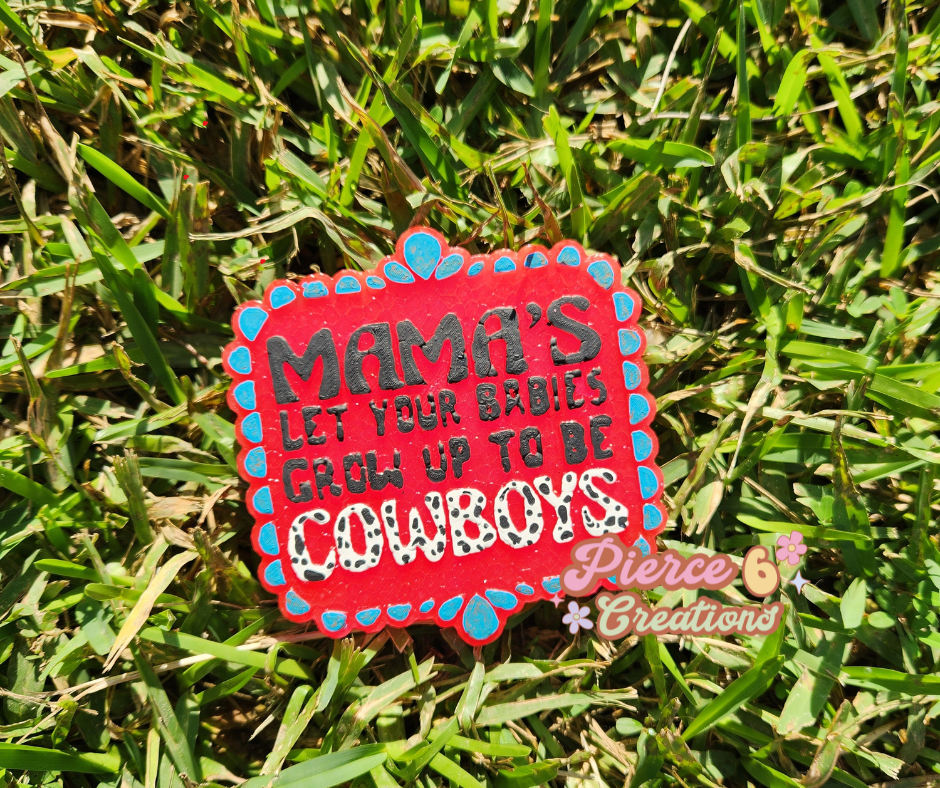 MAMA'S
LET YOUR BABIES
GROW UP TO BE
COWBOYS
Pierce 6
Creations